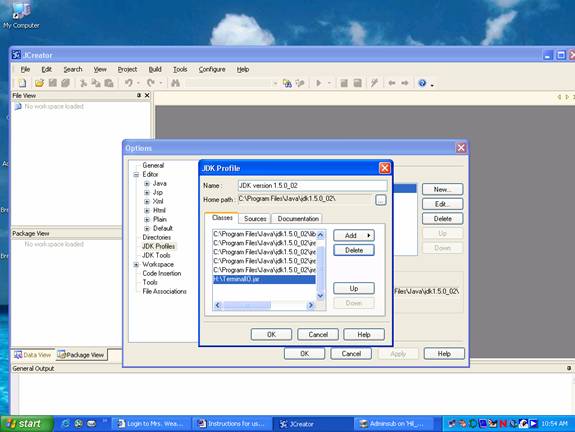 My Computer
JCreator
File Edit Search View Project Build Tools Configure Help
File View
No work space loaded
Package View
No work space loaded
Data View Package View
General Output
Options
General
Editor
Java
Jsp
Xml
Html
Plain
Default
Directories
JDK Profiles
JDK Tools
Workspace
Code Insertion
Tools
File Associations
New...
Edit...
Delete
Up
Down
Files\Java\jdk1.5.0_02\
OK Cancel Apply Help
JDK Profile
Name : JDK version 1.5.0_02
Home path : C:\Program Files\Java\jdk1.5.0_02\ ...
Classes Sources Documentation
C:\Program Files\Java\jdk1.5.0_02\lib
C:\Program Files\Java\jdk1.5.0_02\jre
C:\Program Files\Java\jdk1.5.0_02\jre
C:\Program Files\Java\jdk1.5.0_02\jre
C:\Program Files\Java\jdk1.5.0_02\jre
H:\TerminalIO.jar
Add
Delete
Up
Down
OK Cancel Help
start
Login to Mrs. Wea...
Instructions for us...
JCreator
Adminsub on 'Hil_...
10:54 AM